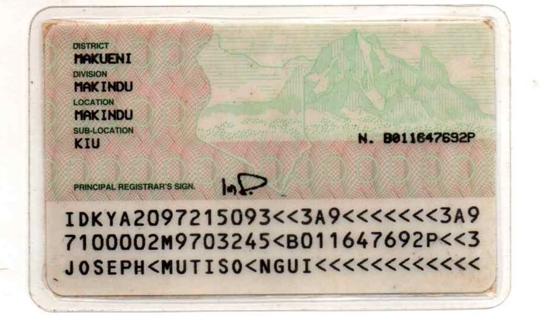 DISTRICT
MAKUENI
DIVISION
MAKINDU
LOCATION
MAKINDU
SUB-LOCATION
KIU
N. B011647692P
PRINCIPAL REGISTRAR'S SIGN.
IDKYA2097215093<<3A9<<<<<<<3A9
7100002M9703245<B011647692P<<3
JOSEPH<MUTISO<NGUI<<<<<<<<<<<<